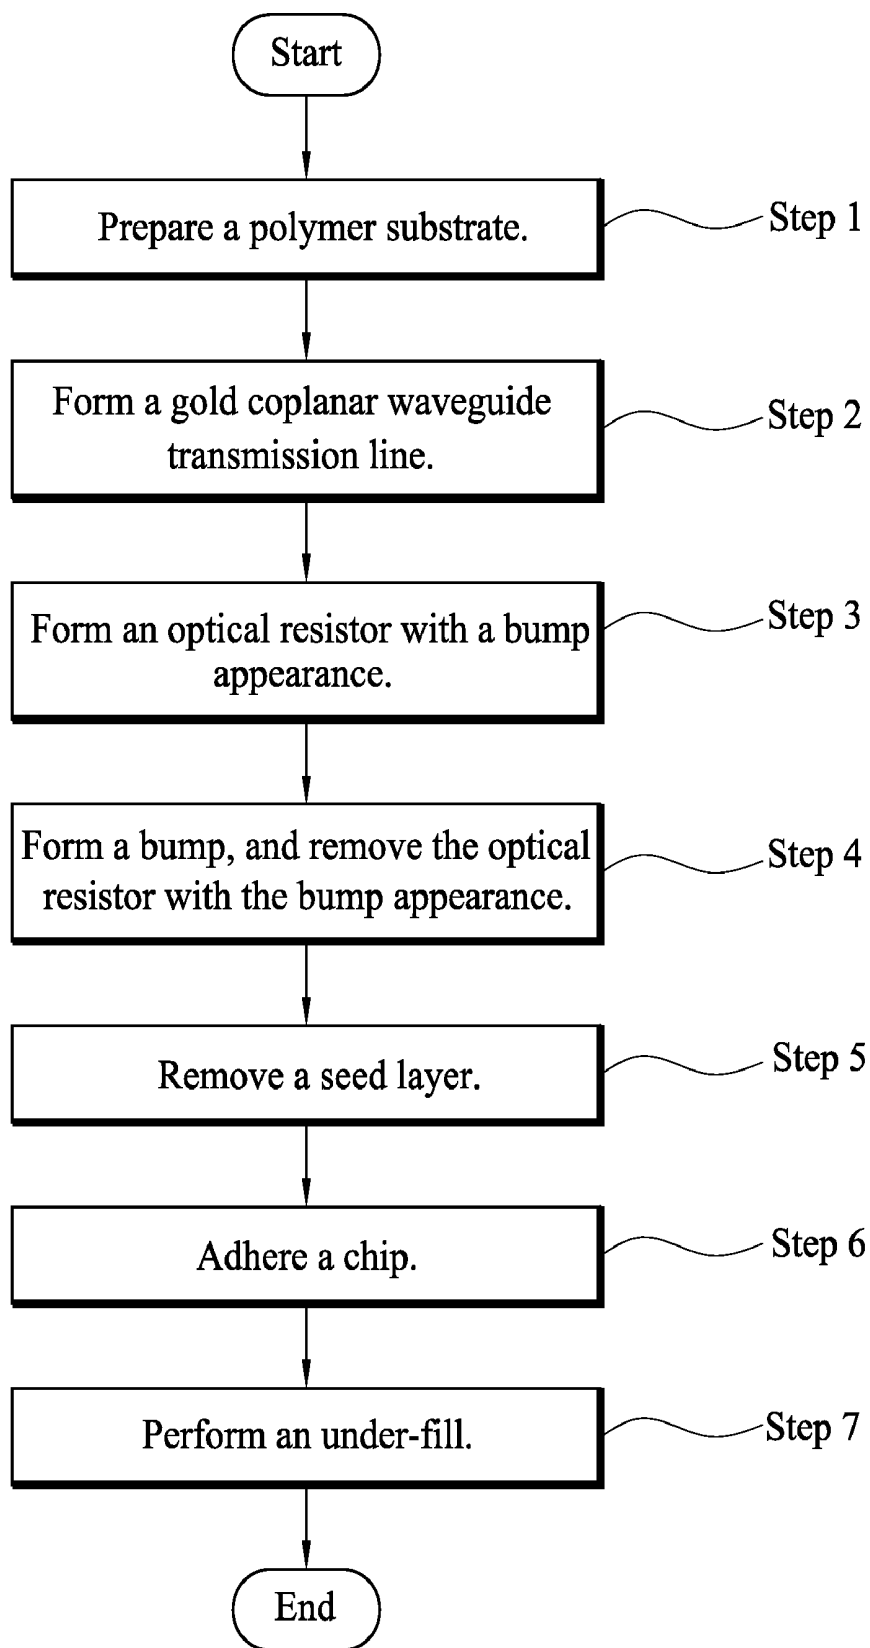 Start
Prepare a polymer substrate.
Step 1
Form a gold coplanar waveguide
transmission line.
Step 2
Form an optical resistor with a bump
appearance.
Step 3
Form a bump, and remove the optical
resistor with the bump appearance.
Step 4
Remove a seed layer.
Step 5
Adhere a chip.
Step 6
Perform an under-fill.
Step 7
End